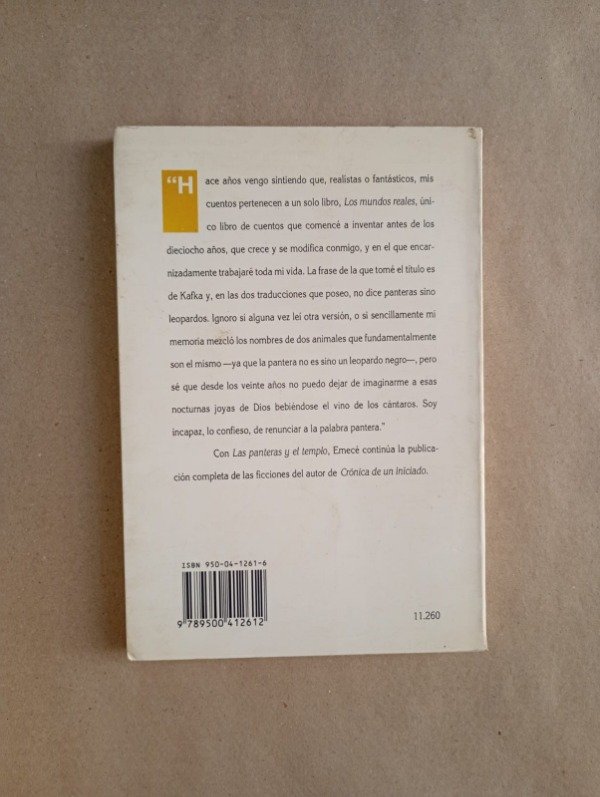 “Hace años vengo sintiendo que, realistas o fantásticos, mis
cuentos pertenecen a un solo libro, Los mundos reales, úni-
co libro de cuentos que comencé a inventar antes de los
dieciocho años, que crece y se modifica conmigo, y en el que encar-
nizadamente trabajaré toda mi vida. La frase de la que tomé el título es
de Kafka y, en las dos traducciones que poseo, no dice panteras sino
leopardos. Ignoro si alguna vez leí otra versión, o si sencillamente mi
memoria mezcló los nombres de dos animales que fundamentalmente
son el mismo —ya que la pantera no es sino un leopardo negro—, pero
sé que desde los veinte años no puedo dejar de imaginarme a esas
nocturnas joyas de Dios bebiéndose el vino de los cántaros. Soy
incapaz, lo confieso, de renunciar a la palabra pantera.”
Con Las panteras y el templo, Emecé continúa la publica-
ción completa de las ficciones del autor de Crónica de un iniciado.
ISBN 950-04-1261-6
9 789500 412612
11.260